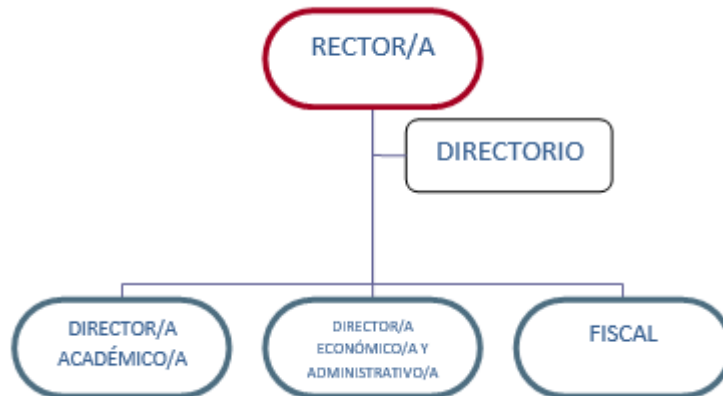 RECTOR/A
DIRECTORIO
DIRECTOR/A
ACADÉMICO/A
DIRECTOR/A
ECONÓMICO/A Y
ADMINISTRATIVO/A
FISCAL